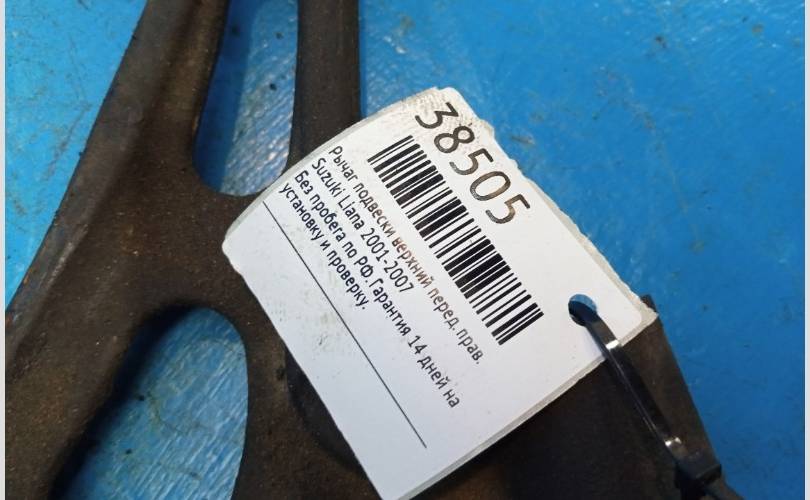 38505
Рычаг подвески верхний перед. прав.
Suzuki Liana 2001-2007
Без пробега по РФ. Гарантия 14 дней на
установку и проверку.